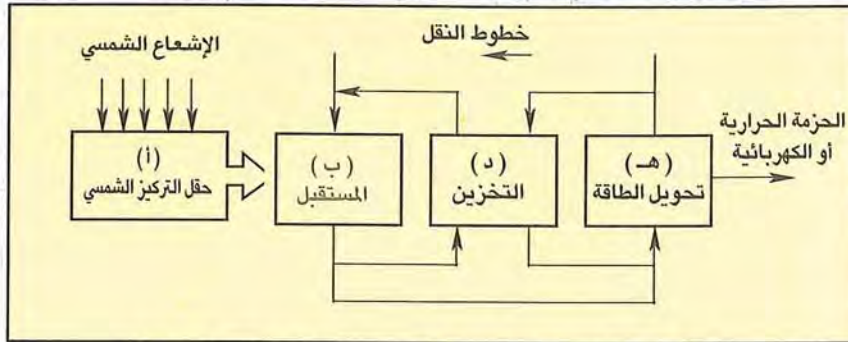 خطوط النقل
الإشعاع الشمسي
الحزمة الحرارية
أو الكهربائية
(أ)
حقل التركيز الشمسي
(ب)
المستقبل
(د)
التخزين
(هـ)
تحويل الطاقة